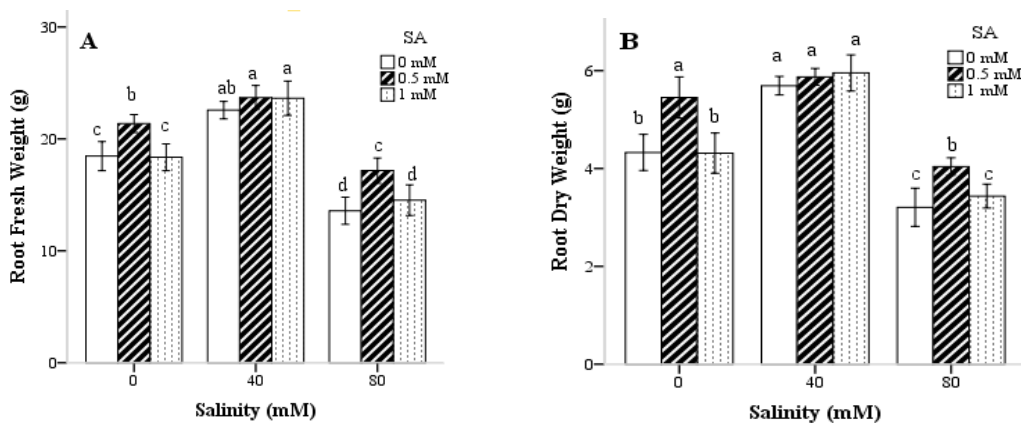 A
SA
0 mM
0.5 mM
1 mM
Root Fresh Weight (g)
30
20
10
0
c
b
c
ab
a
a
d
c
d
0
40
80
Salinity (mM)
B
SA
0 mM
0.5 mM
1 mM
Root Dry Weight (g)
6
4
2
0
b
a
b
a
a
a
c
b
c
0
40
80
Salinity (mM)